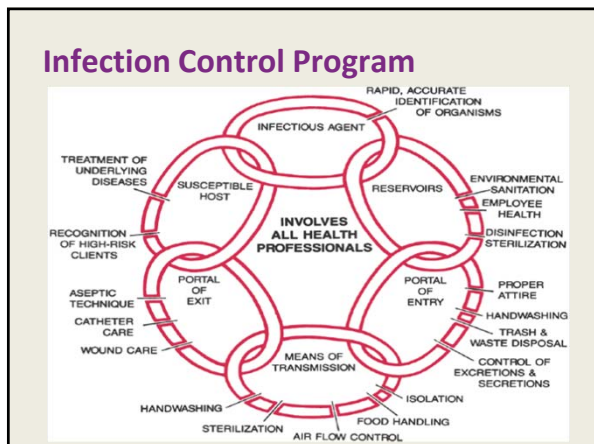 Infection Control Program
RAPID, ACCURATE
IDENTIFICATION
OF ORGANISMS
INFECTIOUS AGENT
TREATMENT OF
UNDERLYING
DISEASES
SUSCEPTIBLE
HOST
RESERVOIRS
ENVIRONMENTAL
SANITATION
EMPLOYEE
HEALTH
DISINFECTION
STERILIZATION
INVOLVES
ALL HEALTH
PROFESSIONALS
RECOGNITION
OF HIGH-RISK
CLIENTS
PORTAL
OF
EXIT
PORTAL
OF
ENTRY
PROPER
ATTIRE
HANDWASHING
TRASH &
WASTE DISPOSAL
CONTROL OF
EXCRETIONS &
SECRETIONS
ASEPTIC
TECHNIQUE
CATHETER
CARE
WOUND CARE
MEANS OF
TRANSMISSION
ISOLATION
FOOD HANDLING
AIR FLOW CONTROL
STERILIZATION
HANDWASHING